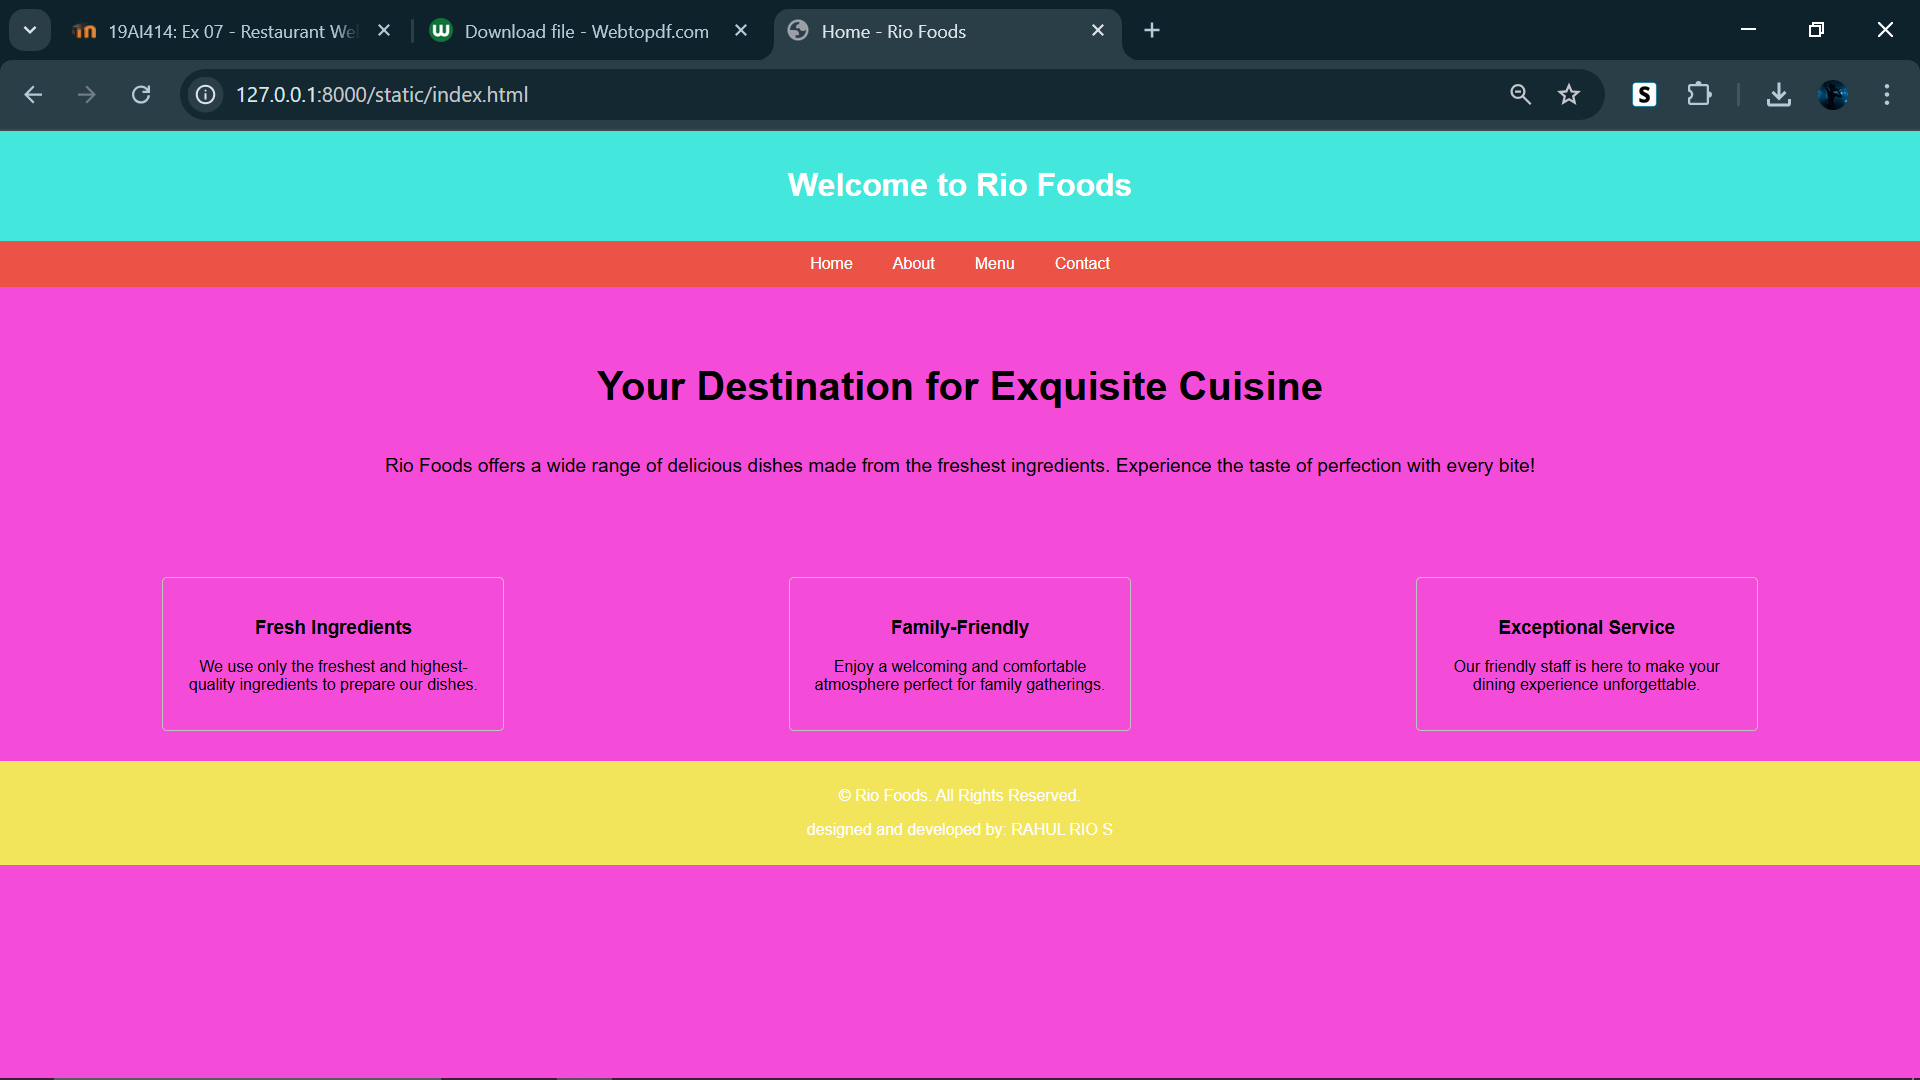 19AI414: Ex 07 - Restaurant We
Download file - Webtopdf.com
Home - Rio Foods
127.0.0.1:8000/static/index.html
S
Welcome to Rio Foods
Home About Menu Contact
Your Destination for Exquisite Cuisine
Rio Foods offers a wide range of delicious dishes made from the freshest ingredients. Experience the taste of perfection with every bite!
Fresh Ingredients
We use only the freshest and highest-
quality ingredients to prepare our dishes.
Family-Friendly
Enjoy a welcoming and comfortable
atmosphere perfect for family gatherings.
Exceptional Service
Our friendly staff is here to make your
dining experience unforgettable.
© Rio Foods. All Rights Reserved.
designed and developed by: RAHUL RIO S